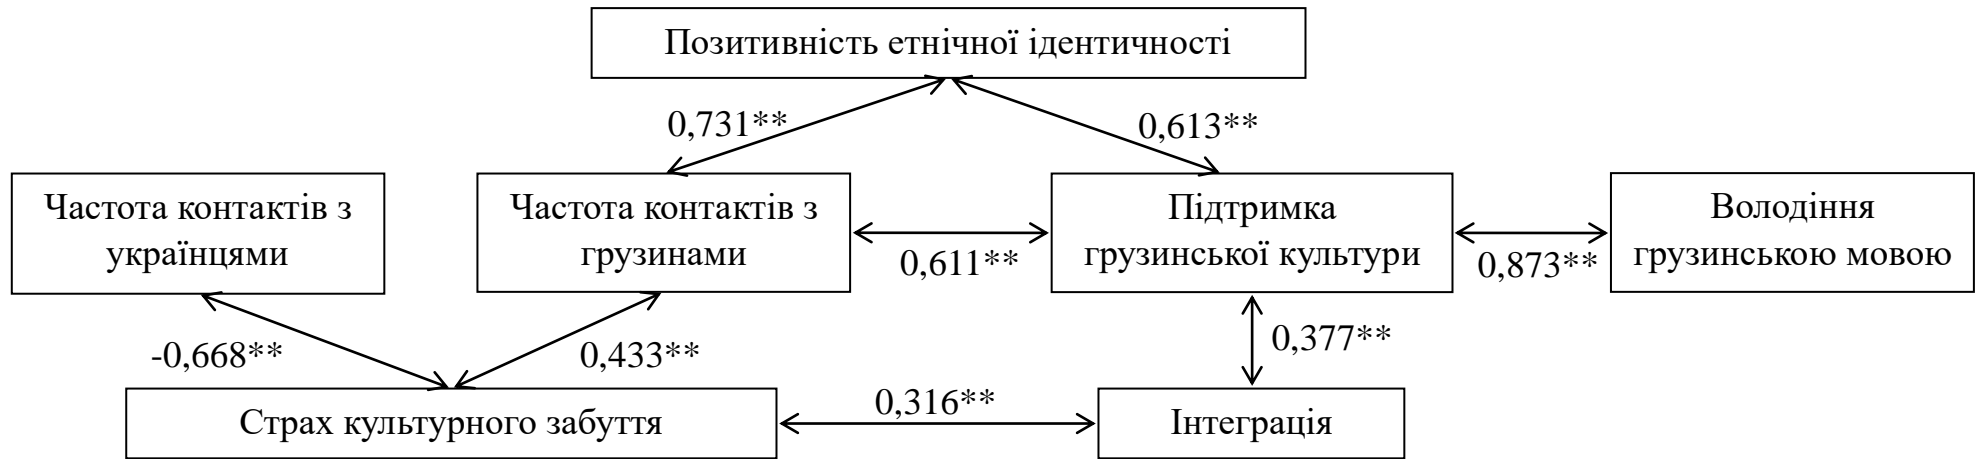 Позитивність етнічної ідентичності
0,731**
0,613**
Частота контактів з
українцями
Частота контактів з
грузинами
0,611**
Підтримка
грузинської культури
0,873**
Володіння
грузинською мовою
-0,668**
0,433**
0,377**
Страх культурного забуття
0,316**
Інтеграція